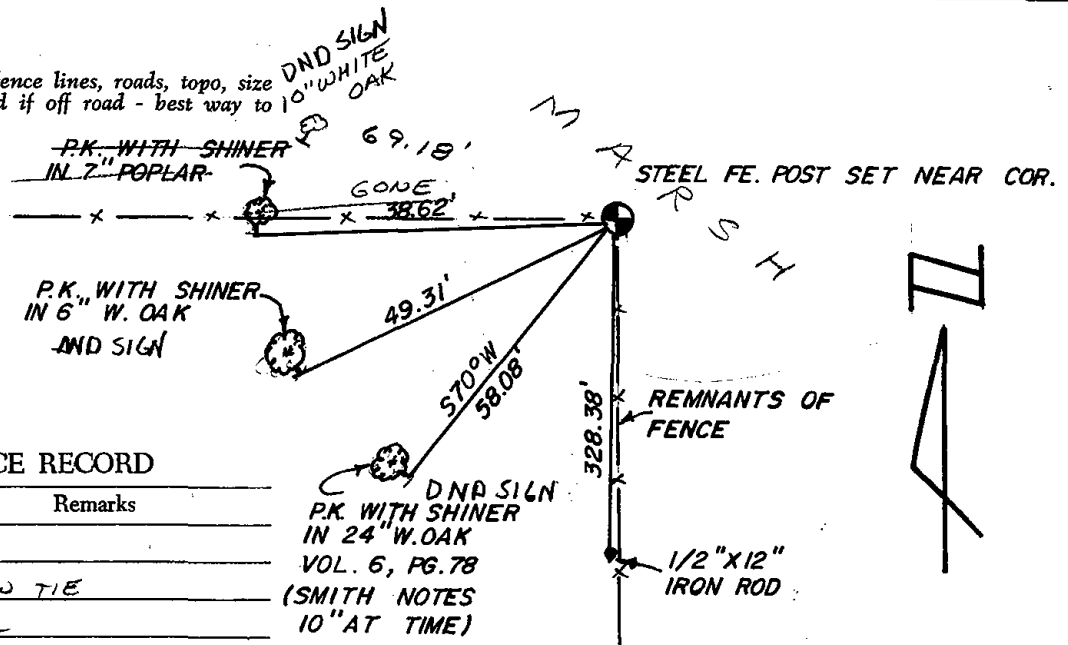 DND SIGN
10" WHITE
OAK
ence lines, roads, topo, size
d if off road - best way to
P.K. WITH SHINER
IN 7" POPLAR
69.18'
GONE
38.62'
MARSH
STEEL FE. POST SET NEAR COR.
P.K. WITH SHINER
IN 6" W. OAK
AND SIGN
49.31'
S70°W
58.08'
328.38'
REMNANTS OF
FENCE
N
CE RECORD
Remarks
W TIE
DNR SIGN
P.K. WITH SHINER
IN 24" W. OAK
VOL. 6, PG. 78
(SMITH NOTES
10" AT TIME)
1/2" X 12"
IRON ROD